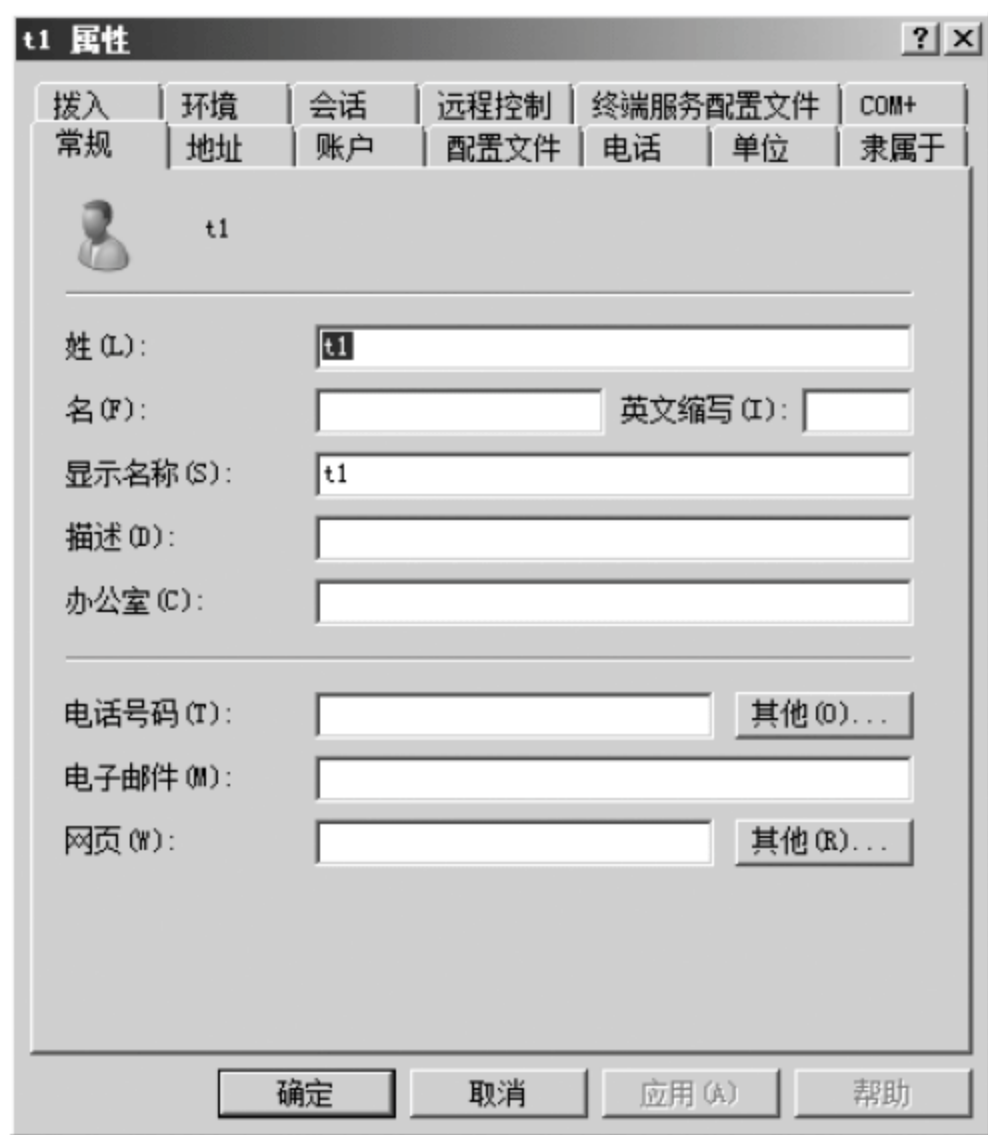 t1 属性
拨入 环境 会话 远程控制 终端服务配置文件 COM+
常规 地址 账户 配置文件 电话 单位 隶属于
t1
姓(L): t1
名(F): 英文缩写(I):
显示名称(S): t1
描述(D):
办公室(C):
电话号码(T): 其他(O)...
电子邮件(M):
网页(W): 其他(R)...
确定 取消 应用(A) 帮助